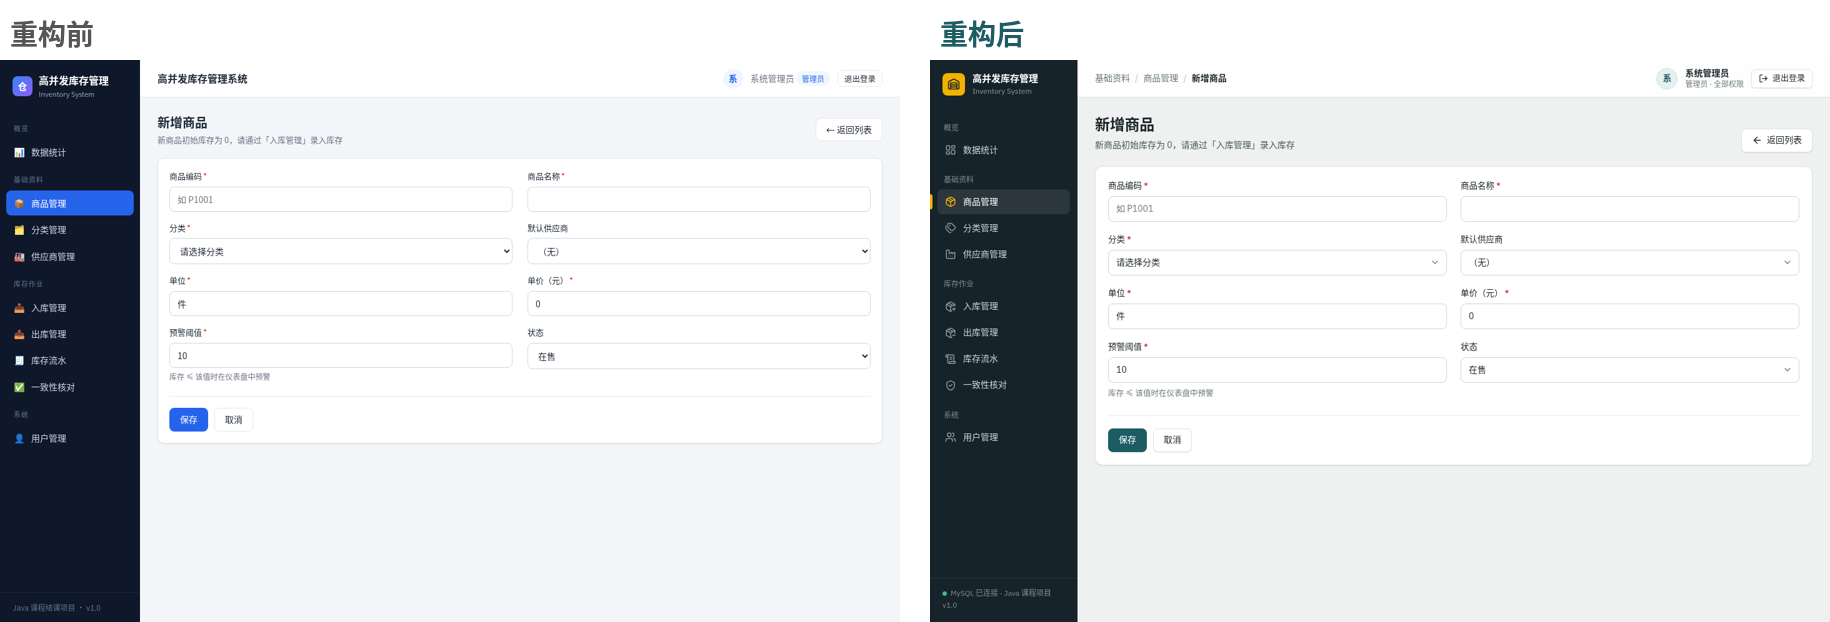 重构前
仓
高并发库存管理
Inventory System
概览
数据统计
基础资料
商品管理
分类管理
供应商管理
库存作业
入库管理
出库管理
库存流水
一致性核对
系统
用户管理
Java 课程结课项目 · v1.0
高并发库存管理系统
系 系统管理员 管理员 退出登录
新增商品
新商品初始库存为 0，请通过「入库管理」录入库存
← 返回列表
商品编码* 商品名称*
如 P1001
分类* 默认供应商
请选择分类 （无）
单位* 单价（元）*
件 0
预警阈值* 状态
10 在售
库存 ≤ 该值时在仪表盘中预警
保存 取消
重构后
高并发库存管理
Inventory System
概览
数据统计
基础资料
商品管理
分类管理
供应商管理
库存作业
入库管理
出库管理
库存流水
一致性核对
系统
用户管理
MySQL 已连接 · Java 课程项目
v1.0
基础资料 / 商品管理 / 新增商品
系 系统管理员 退出登录
管理员 · 全部权限
新增商品
新商品初始库存为 0，请通过「入库管理」录入库存
← 返回列表
商品编码 * 商品名称 *
如 P1001
分类 * 默认供应商
请选择分类 （无）
单位 * 单价（元） *
件 0
预警阈值 * 状态
10 在售
库存 ≤ 该值时在仪表盘中预警
保存 取消